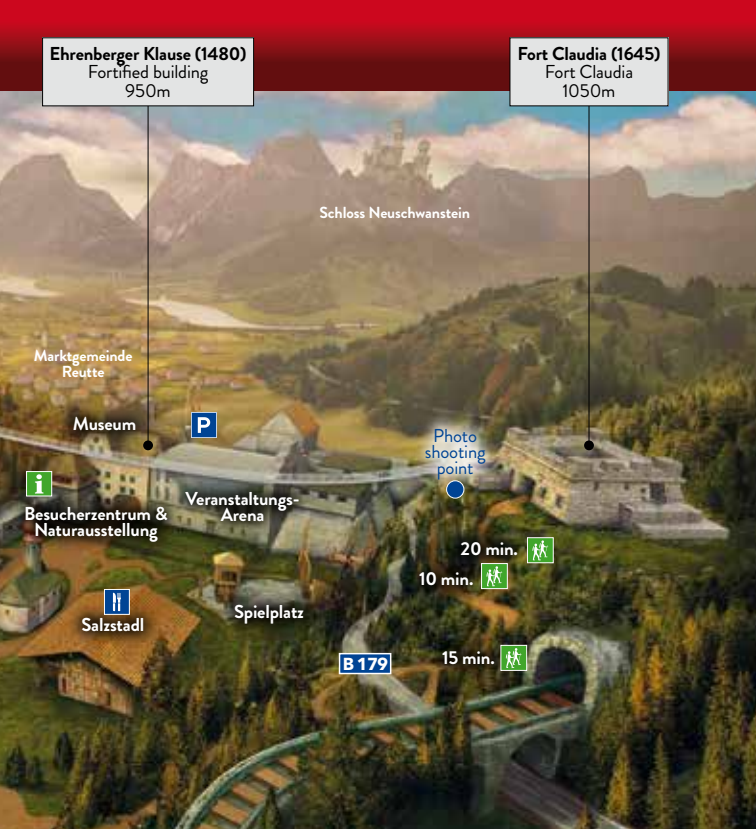 Ehrenberger Klause (1480)
Fortified building
950m
Fort Claudia (1645)
Fort Claudia
1050m
Schloss Neuschwanstein
Marktgemeinde
Reutte
Museum
P
Photo
shooting
point
i
Besucherzentrum &
Naturausstellung
Veranstaltungs-
Arena
20 min.
10 min.
Salzstadl
Spielplatz
B 179
15 min.